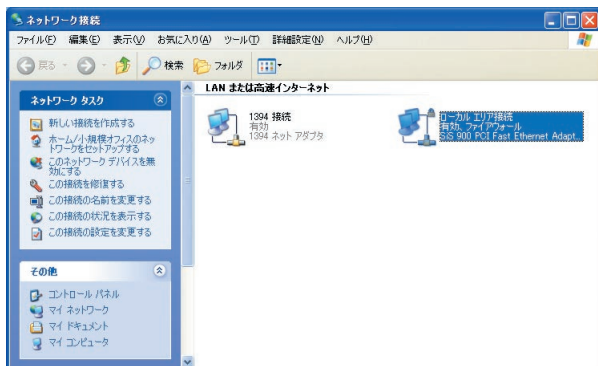 ネットワーク接続
ファイル(F) 編集(E) 表示(V) お気に入り(A) ツール(T) 詳細設定(N) ヘルプ(H)
戻る 検索 フォルダ
ネットワーク タスク
新しい接続を作成する
ホーム/小規模オフィスのネッ
トワークをセットアップする
このネットワーク デバイスを無
効にする
この接続を修復する
この接続の名前を変更する
この接続の状況を表示する
この接続の設定を変更する
その他
コントロール パネル
マイ ネットワーク
マイ ドキュメント
マイ コンピュータ
LAN または高速インターネット
1394 接続
有効
1394 ネット アダプタ
ローカル エリア接続
有効, ファイアウォール
SiS 900 PCI Fast Ethernet Adapt...